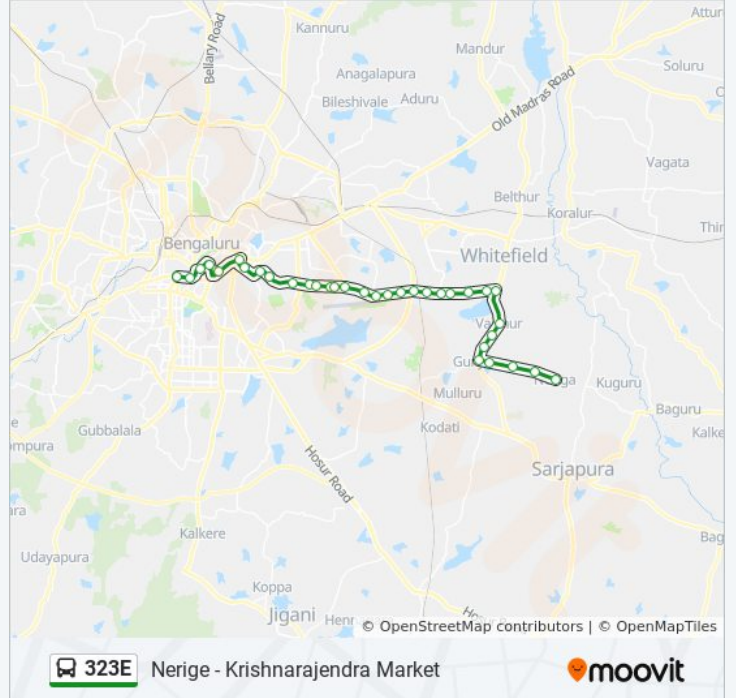 Attur
Kannuru
Bellary Road
Mandur
Soluru
Anagalapura
Bileshivale Aduru
Old Madras Road
Vagata
Belthur
Koralur
Bengaluru
Whitefield
Kuguru
Mulluru
Baguru
Kodati
Gubbalala
Sarjapura
Hosur Road
Kalkere
Udayapura
Koppa
Jigani
© OpenStreetMap contributors | © OpenMapTiles
323E Nerige - Krishnarajendra Market
moovit